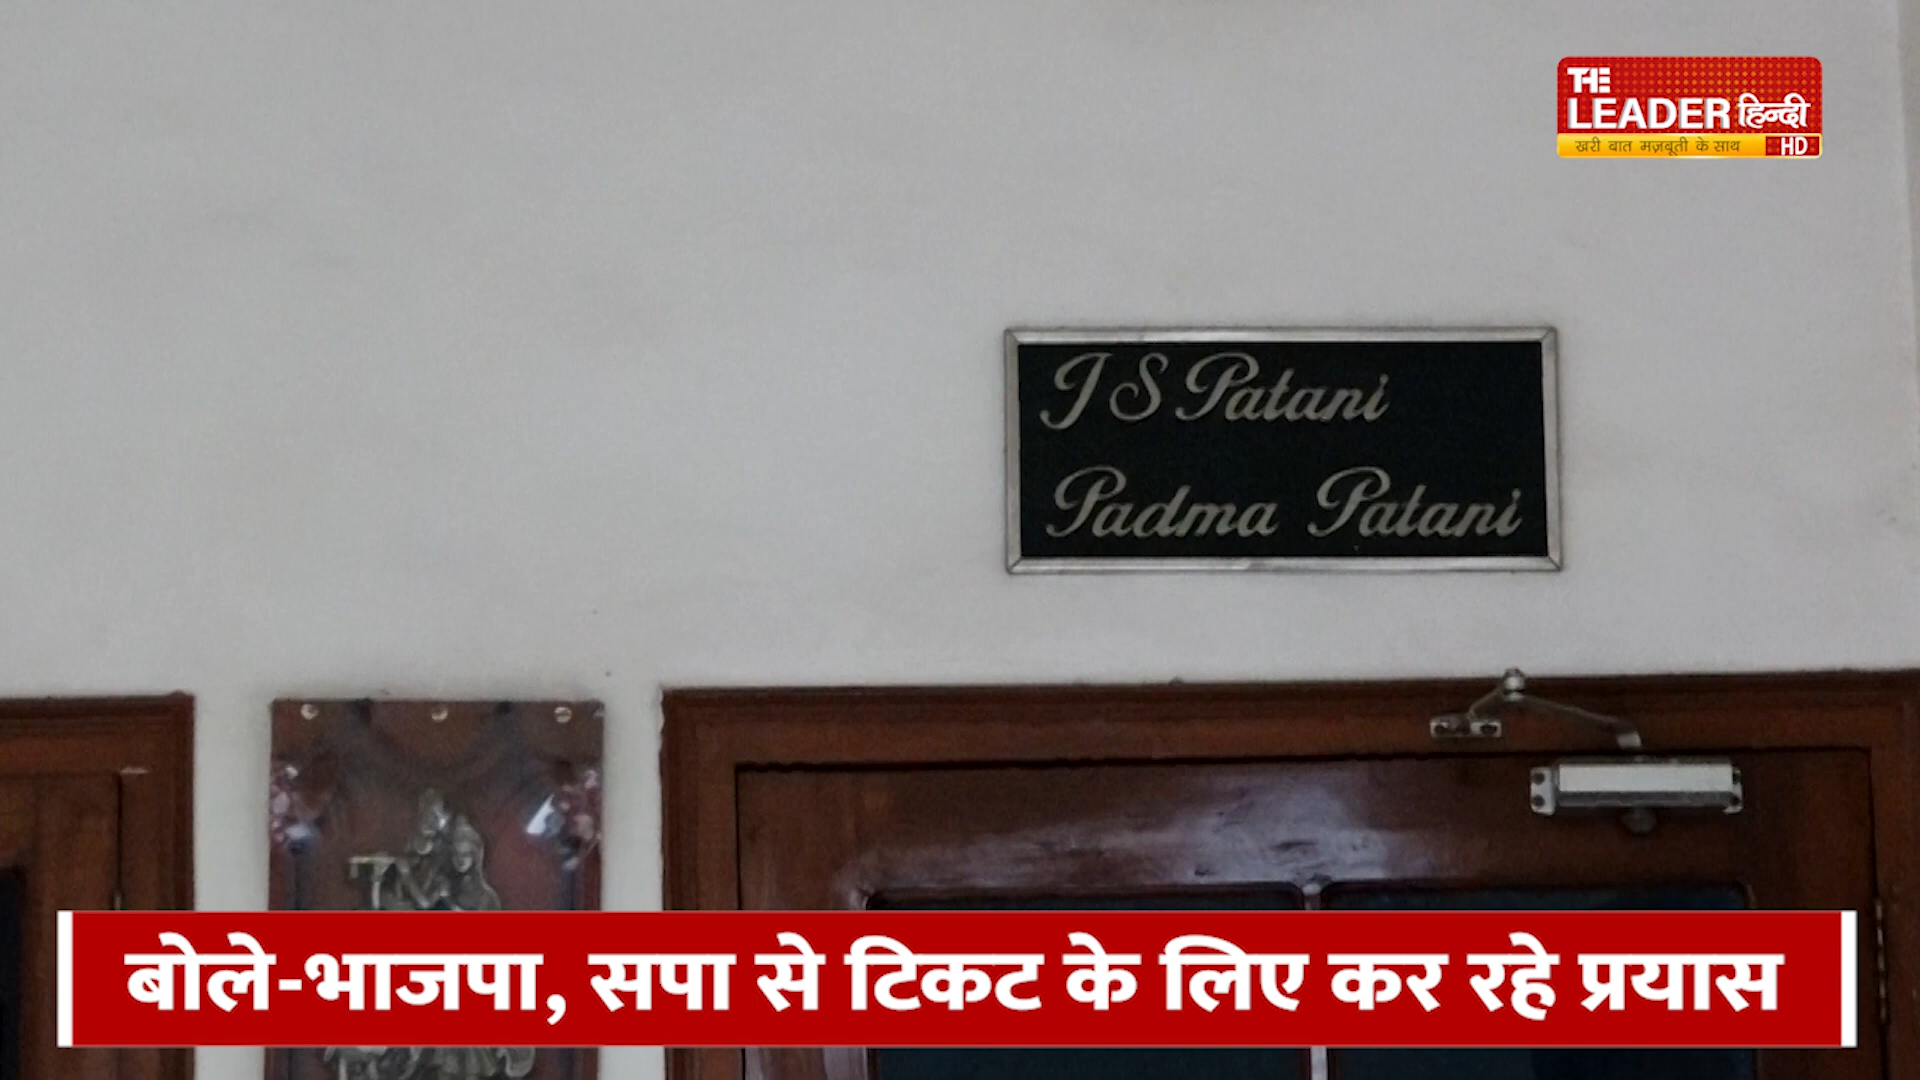 THE
LEADER हिन्दी
खरी बात मज़बूती के साथ HD
J S Patani
Padma Patani
बोले-भाजपा, सपा से टिकट के लिए कर रहे प्रयास